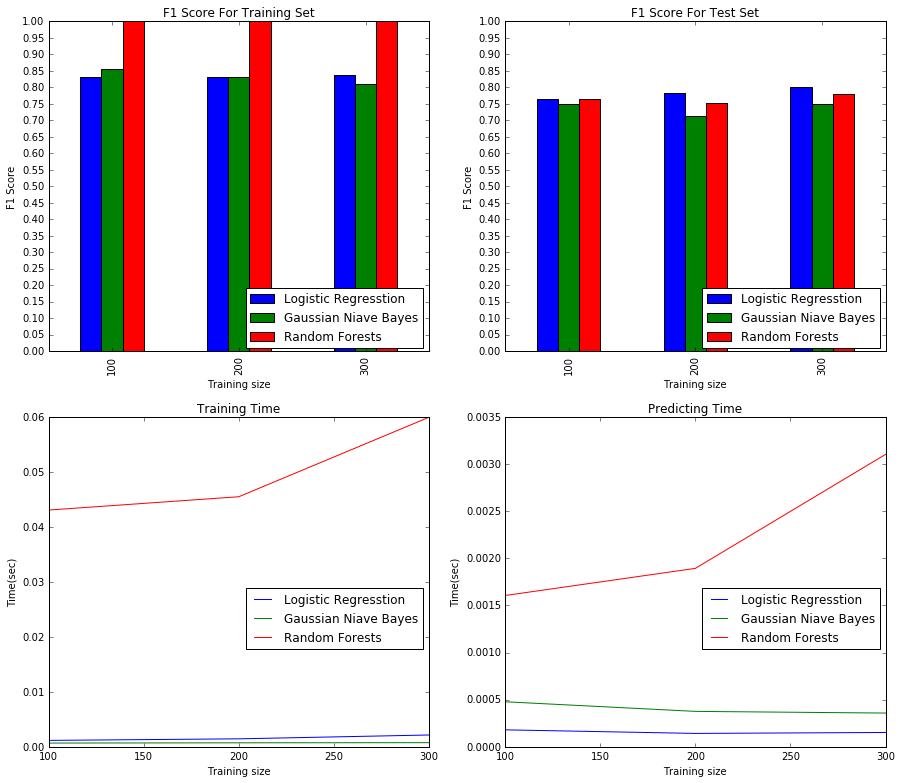 F1 Score For Training Set
1.00
0.95
0.90
0.85
0.80
0.75
0.70
0.65
0.60
0.55
0.50
0.45
0.40
0.35
0.30
0.25
0.20
0.15
0.10
0.05
0.00
F1 Score
Logistic Regresstion
Gaussian Niave Bayes
Random Forests
100
200
300
Training size
F1 Score For Test Set
1.00
0.95
0.90
0.85
0.80
0.75
0.70
0.65
0.60
0.55
0.50
0.45
0.40
0.35
0.30
0.25
0.20
0.15
0.10
0.05
0.00
F1 Score
Logistic Regresstion
Gaussian Niave Bayes
Random Forests
100
200
300
Training size
Training Time
0.06
0.05
0.04
0.03
0.02
0.01
0.00
Time(sec)
Logistic Regresstion
Gaussian Niave Bayes
Random Forests
100 150 200 250 300
Training size
Predicting Time
0.0035
0.0030
0.0025
0.0020
0.0015
0.0010
0.0005
0.0000
Time(sec)
Logistic Regresstion
Gaussian Niave Bayes
Random Forests
100 150 200 250 300
Training size